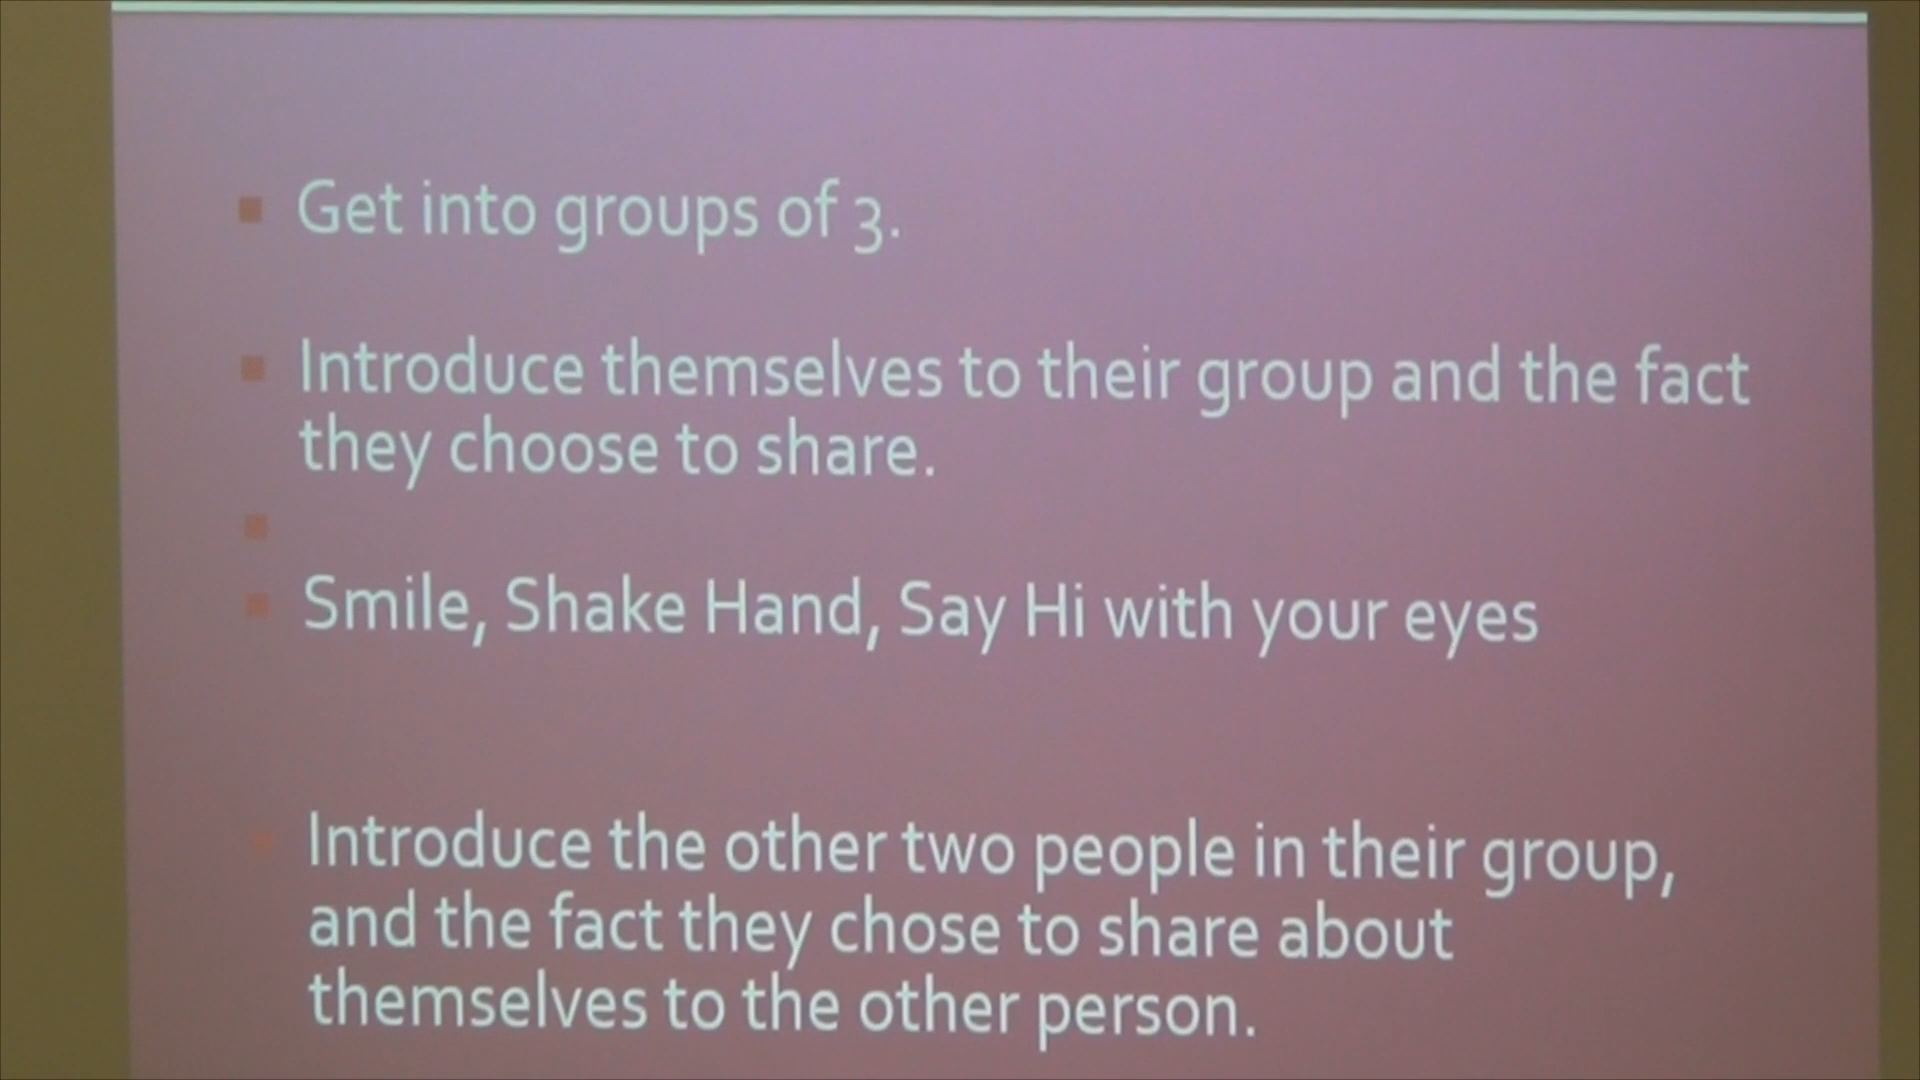 Get into groups of 3.
Introduce themselves to their group and the fact
they choose to share.
Smile, Shake Hand, Say Hi with your eyes
Introduce the other two people in their group,
and the fact they chose to share about
themselves to the other person.